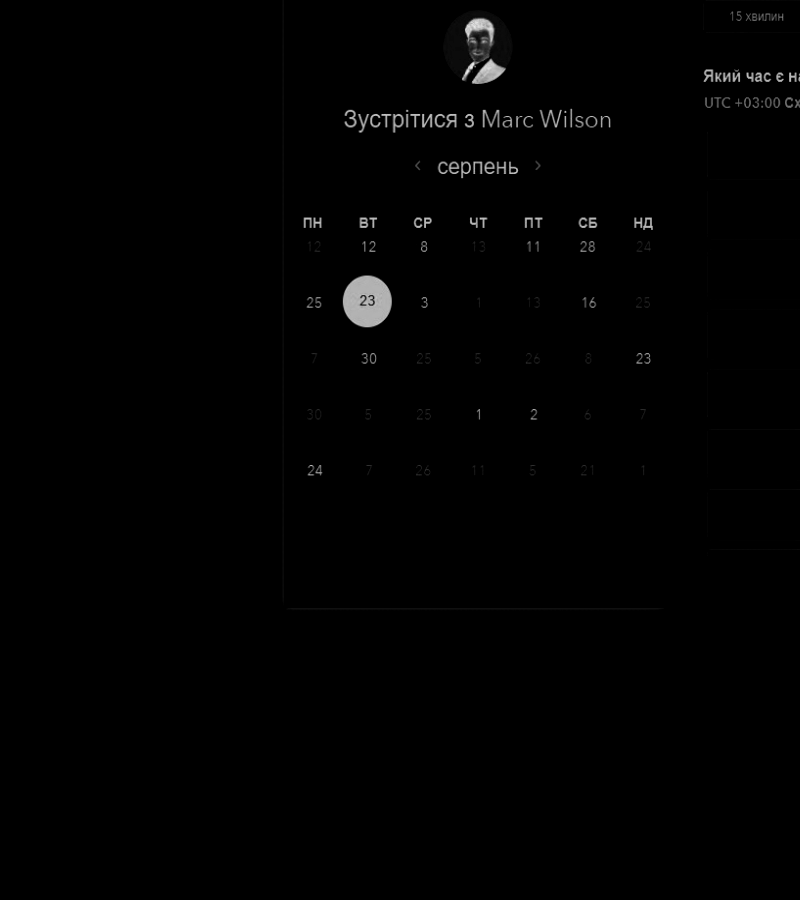 15 хвилин
Який час є
UTC +03:00
Зустрітися з Marc Wilson
серпень
ПН ВТ СР ЧТ ПТ СБ НД
12 12 8 13 11 28 24
25 23 3 1 13 16 25
7 30 25 5 26 8 23
30 5 25 1 2 6 7
24 7 26 11 5 21 1